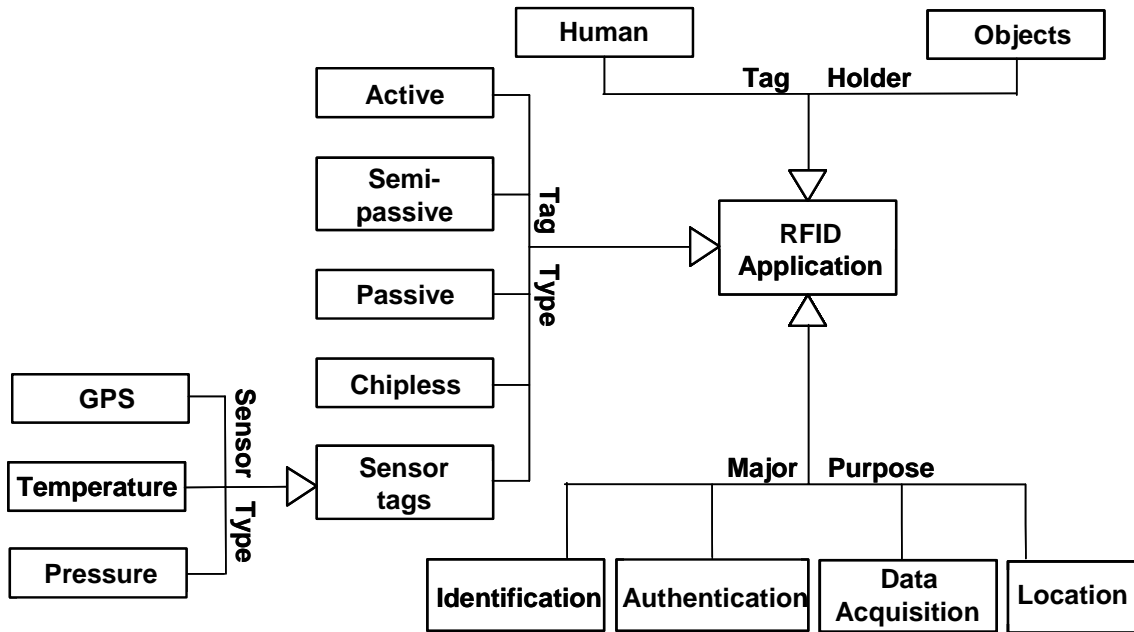 Human
Objects
Tag Holder
Active
Semi-
passive
Tag Type
RFID
Application
Passive
Chipless
GPS
Sensor Type
Temperature
Sensor
tags
Pressure
Major Purpose
Identification
Authentication
Data
Acquisition
Location